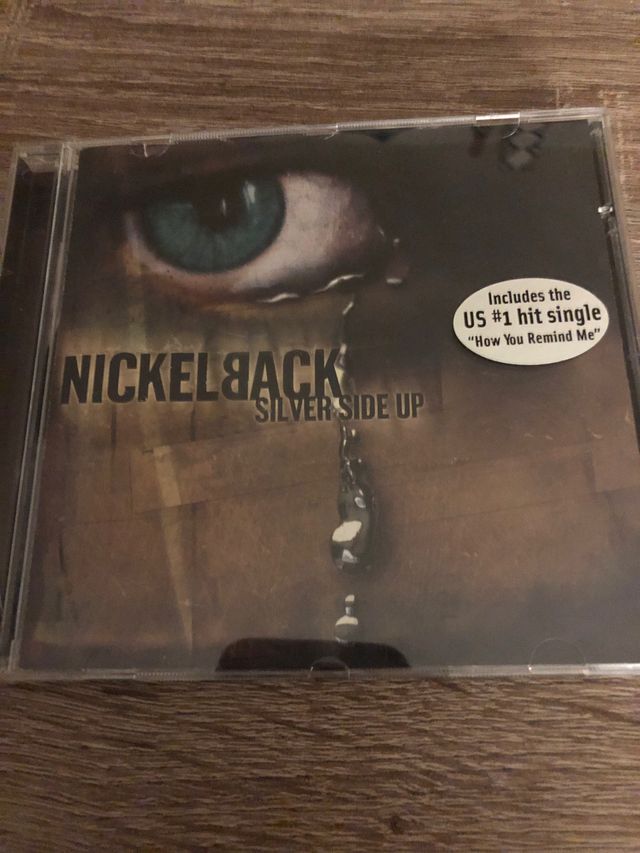 Includes the
US #1 hit single
"How You Remind Me"
NICKELBACK
SILVER SIDE UP